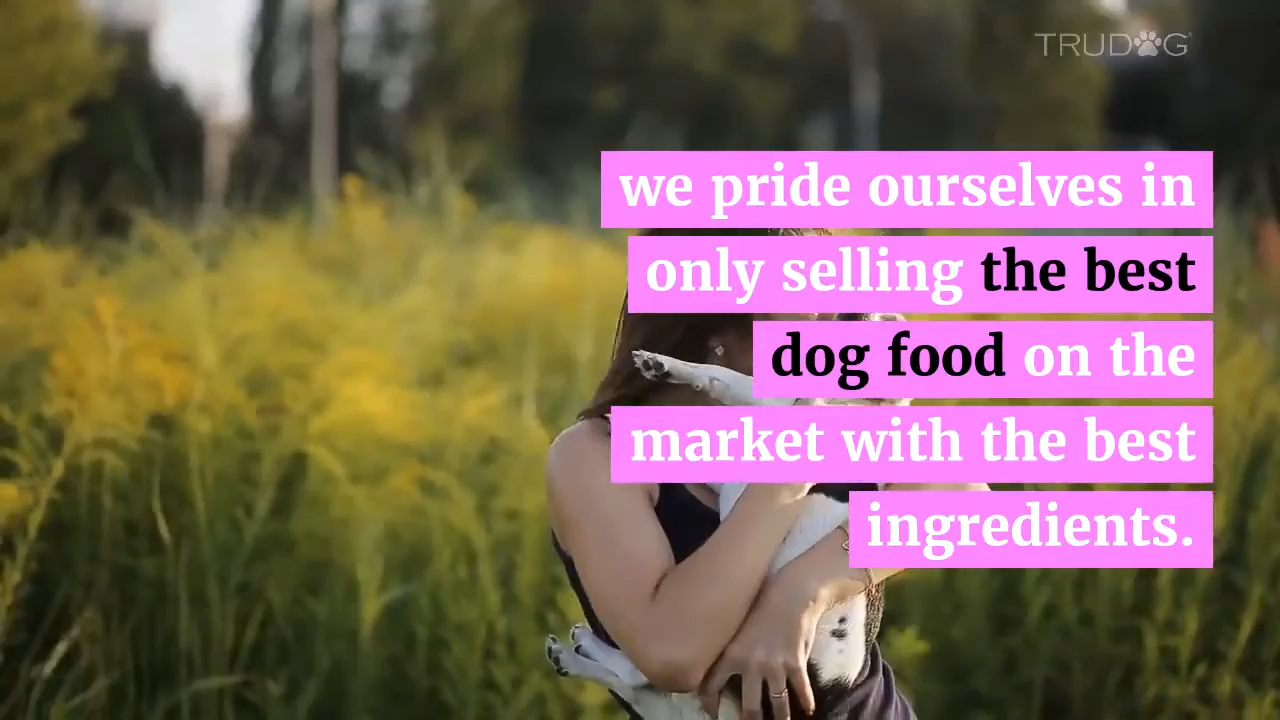 TRUDOG
we pride ourselves in
only selling the best
dog food on the
market with the best
ingredients.